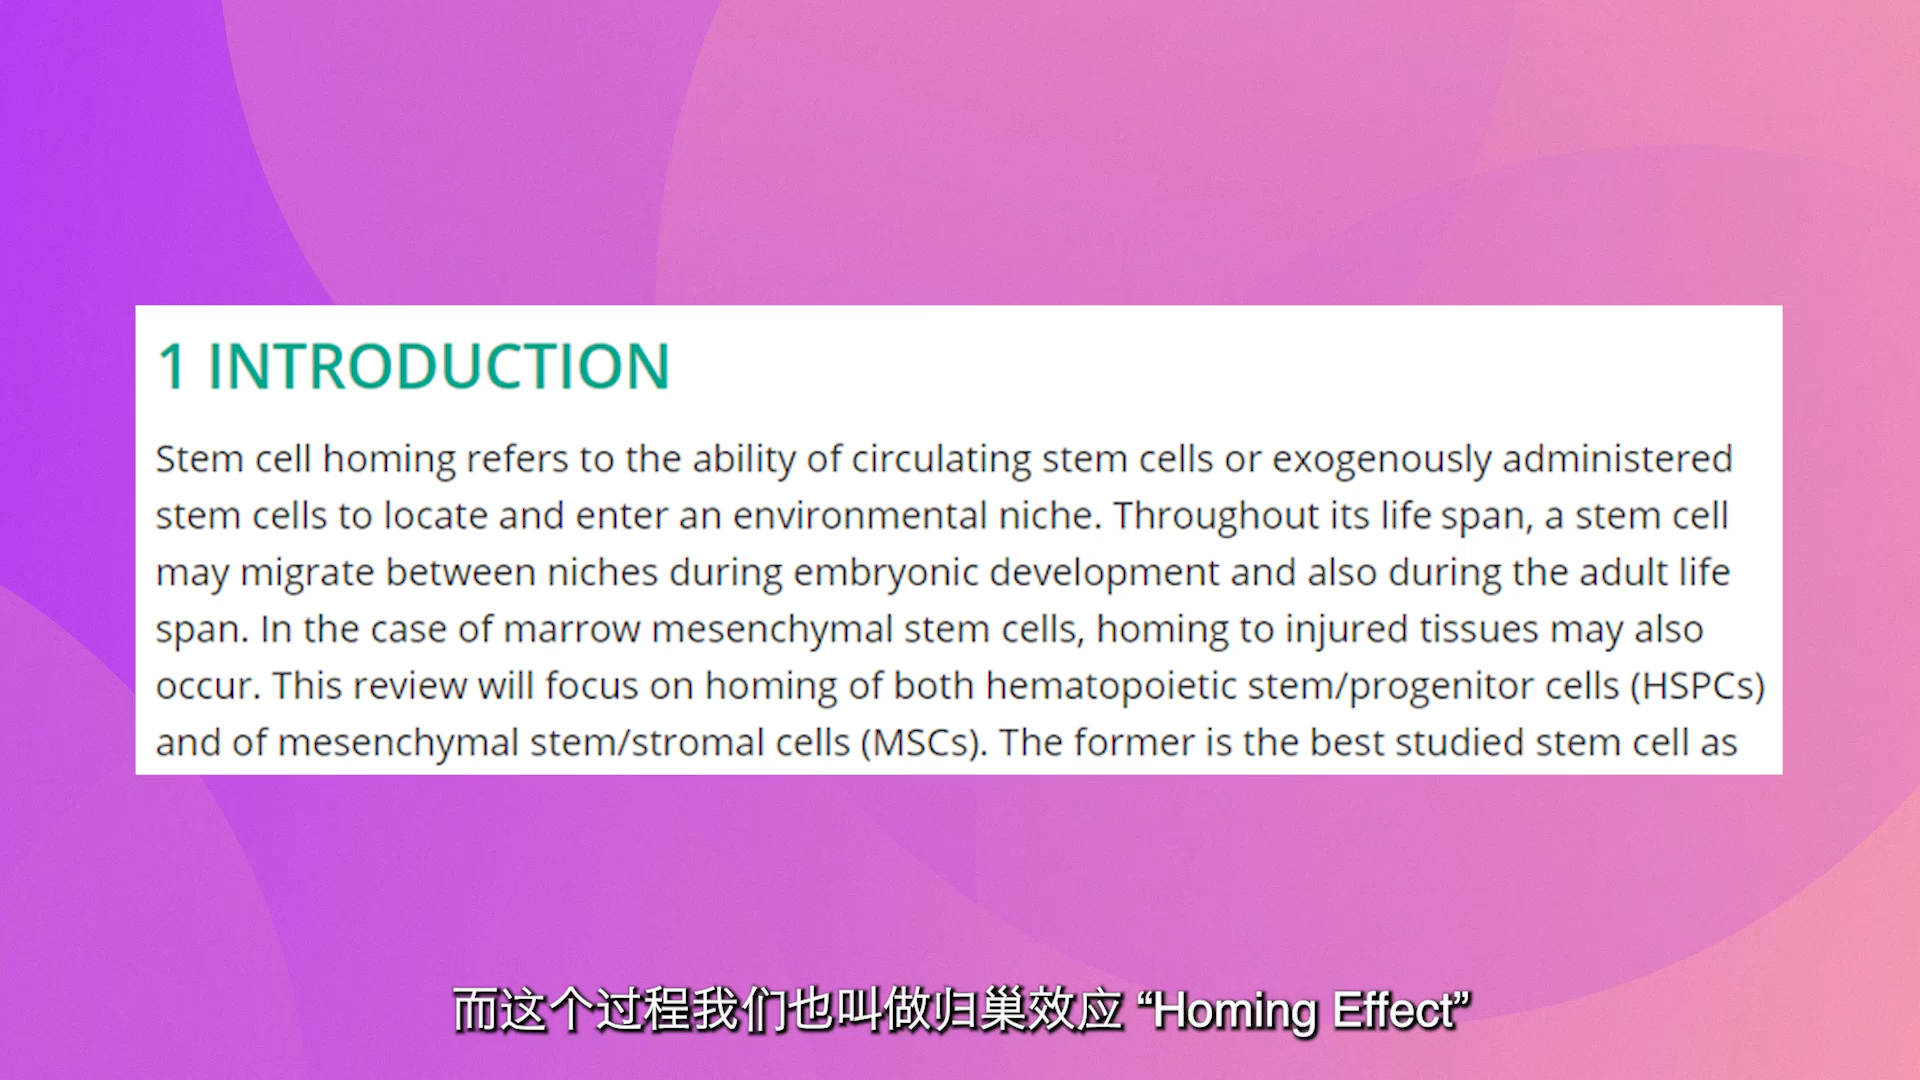 1 INTRODUCTION
Stem cell homing refers to the ability of circulating stem cells or exogenously administered
stem cells to locate and enter an environmental niche. Throughout its life span, a stem cell
may migrate between niches during embryonic development and also during the adult life
span. In the case of marrow mesenchymal stem cells, homing to injured tissues may also
occur. This review will focus on homing of both hematopoietic stem/progenitor cells (HSPCs)
and of mesenchymal stem/stromal cells (MSCs). The former is the best studied stem cell as
而这个过程我们也叫做归巢效应 “Homing Effect”